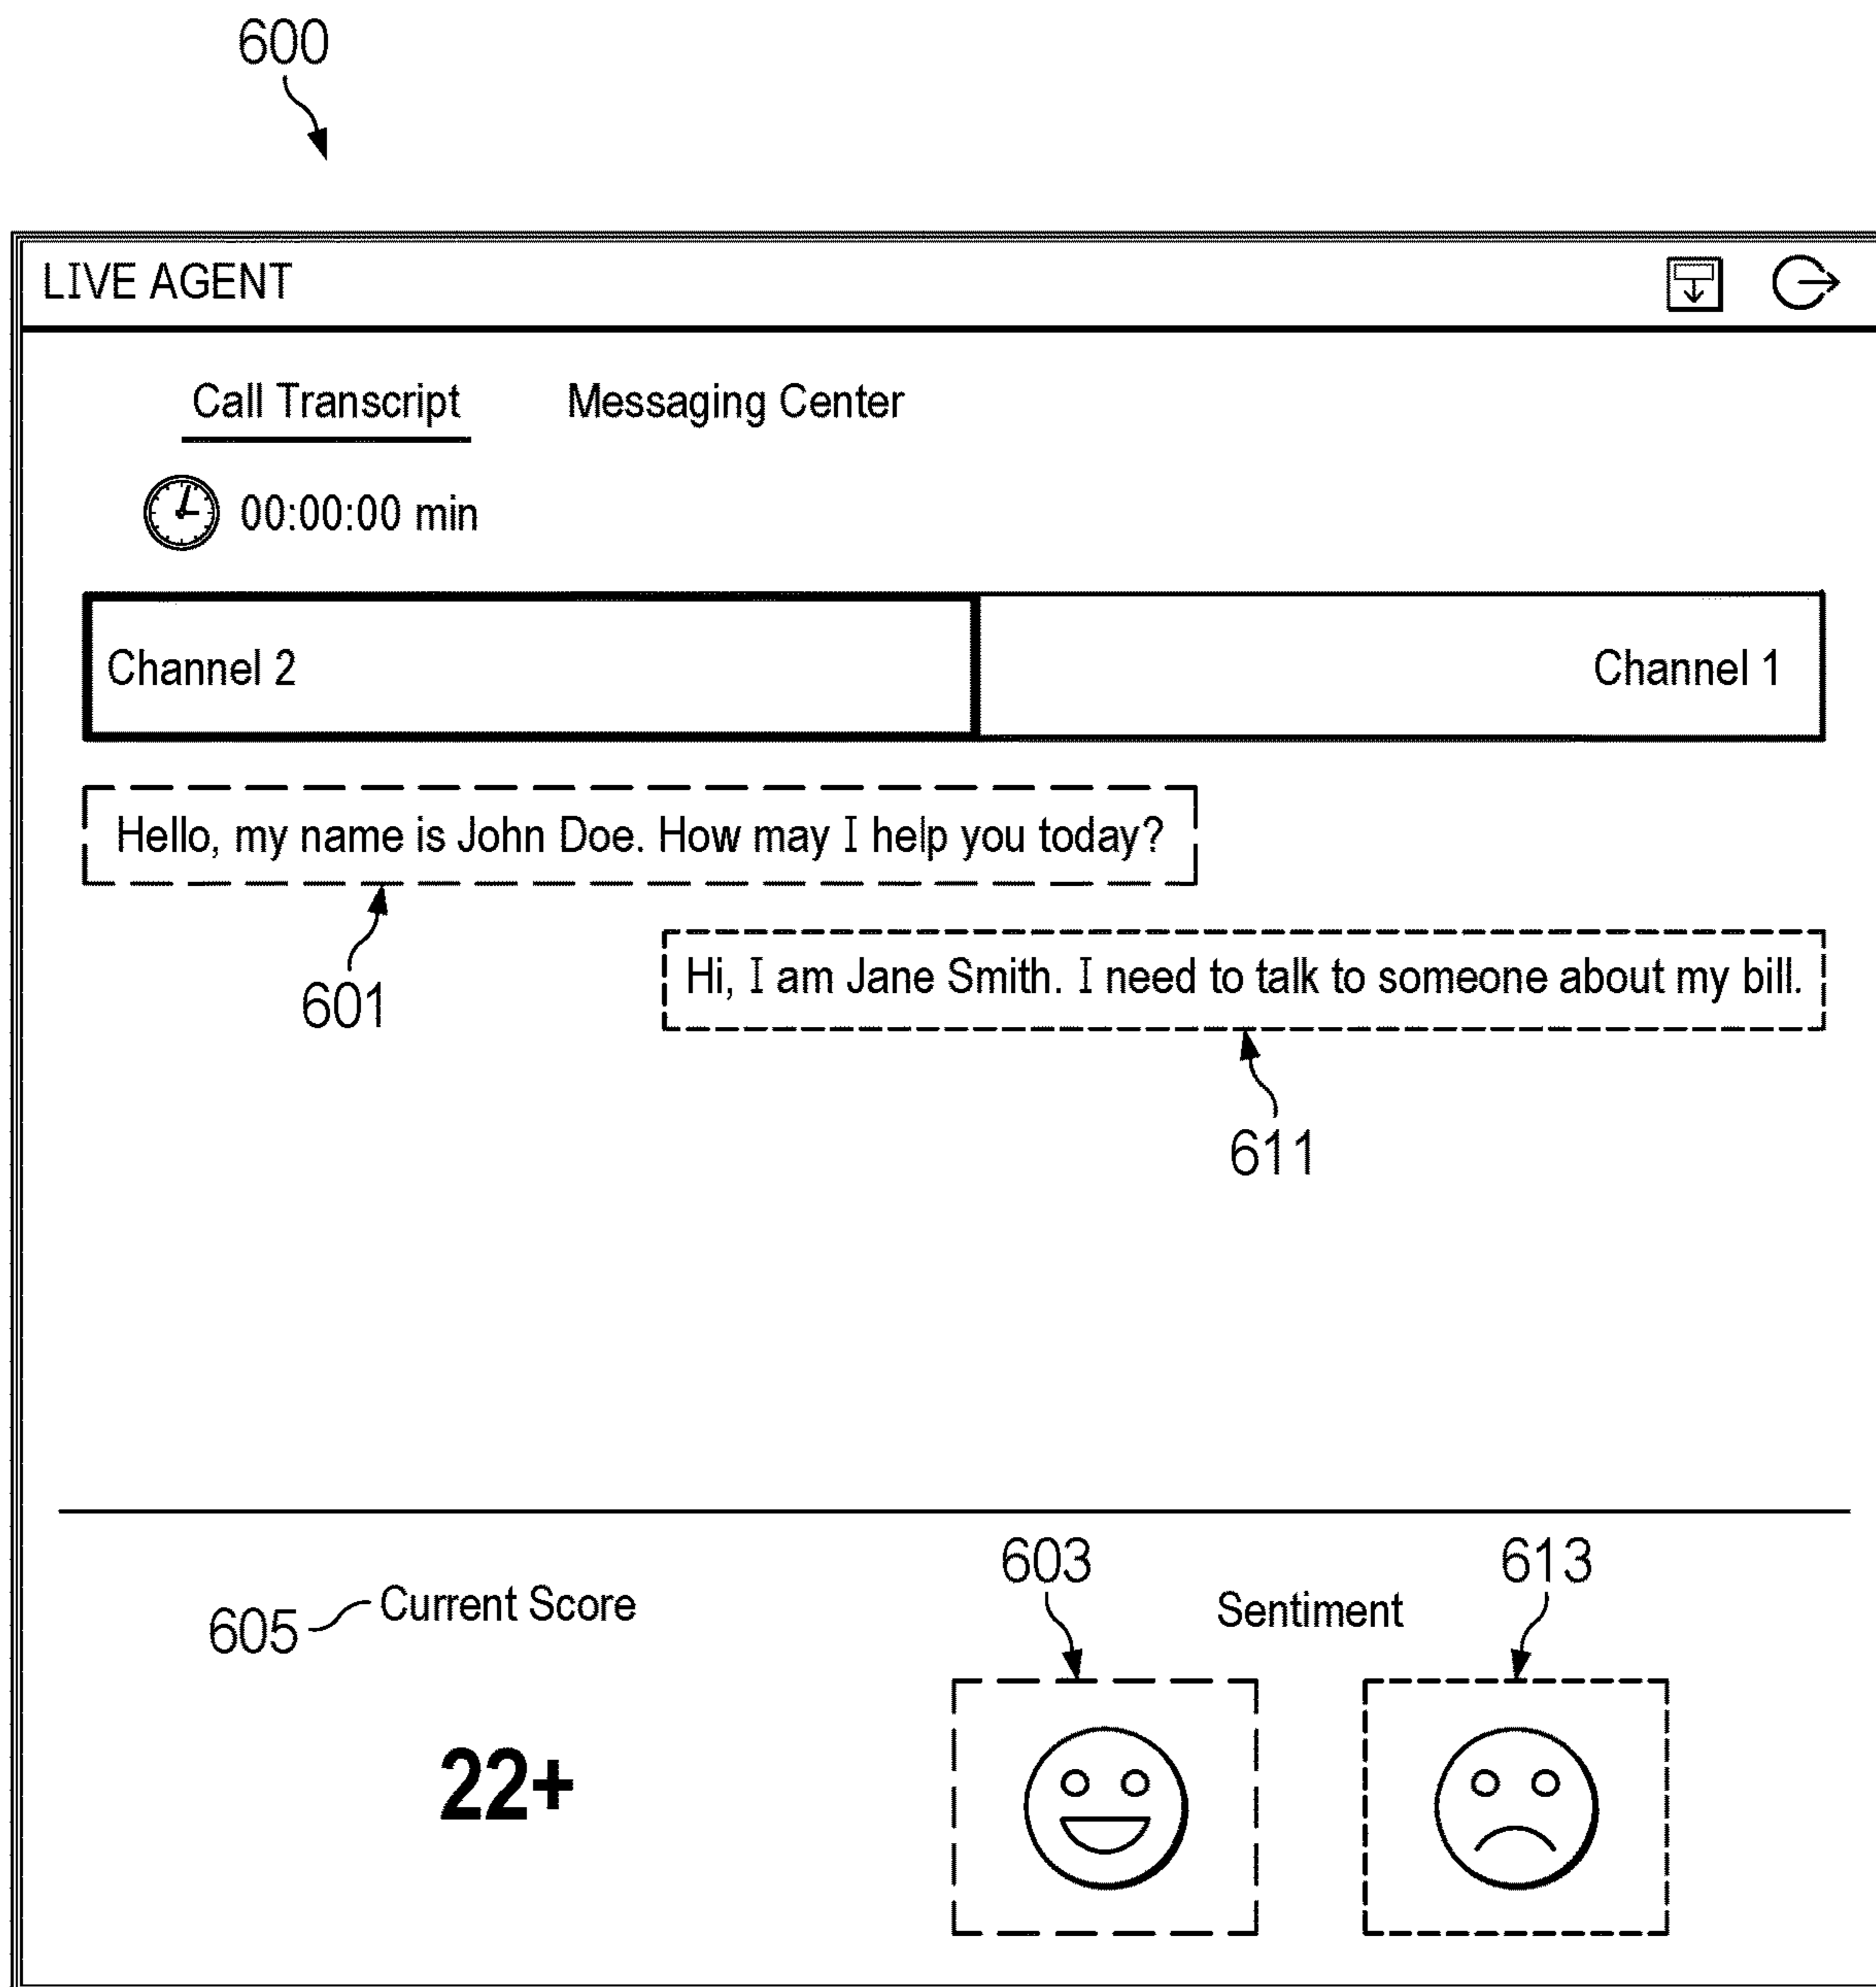 600
LIVE AGENT
Call Transcript Messaging Center
00:00:00 min
Channel 2 Channel 1
Hello, my name is John Doe. How may I help you today?
601
Hi, I am Jane Smith. I need to talk to someone about my bill.
611
603 613
605 Current Score Sentiment
22+